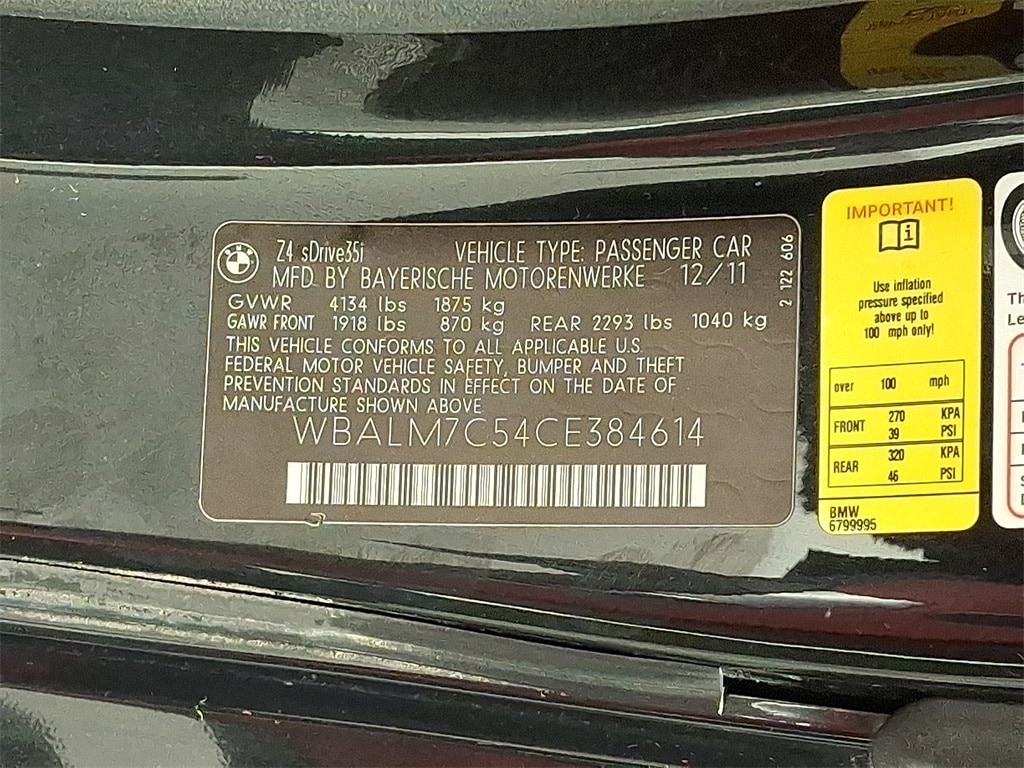 BMW
Z4 sDrive35i VEHICLE TYPE: PASSENGER CAR
MFD BY BAYERISCHE MOTORENWERKE 12/11
GVWR 4134 lbs 1875 kg
GAWR FRONT 1918 lbs 870 kg REAR 2293 lbs 1040 kg
THIS VEHICLE CONFORMS TO ALL APPLICABLE U.S.
FEDERAL MOTOR VEHICLE SAFETY, BUMPER AND THEFT
PREVENTION STANDARDS IN EFFECT ON THE DATE OF
MANUFACTURE SHOWN ABOVE
WBALM7C54CE384614
2 122 606
IMPORTANT!
Use inflation
pressure specified
above up to
100 mph only!
over 100 mph
FRONT 270 KPA
39 PSI
REAR 320 KPA
46 PSI
BMW
6799995